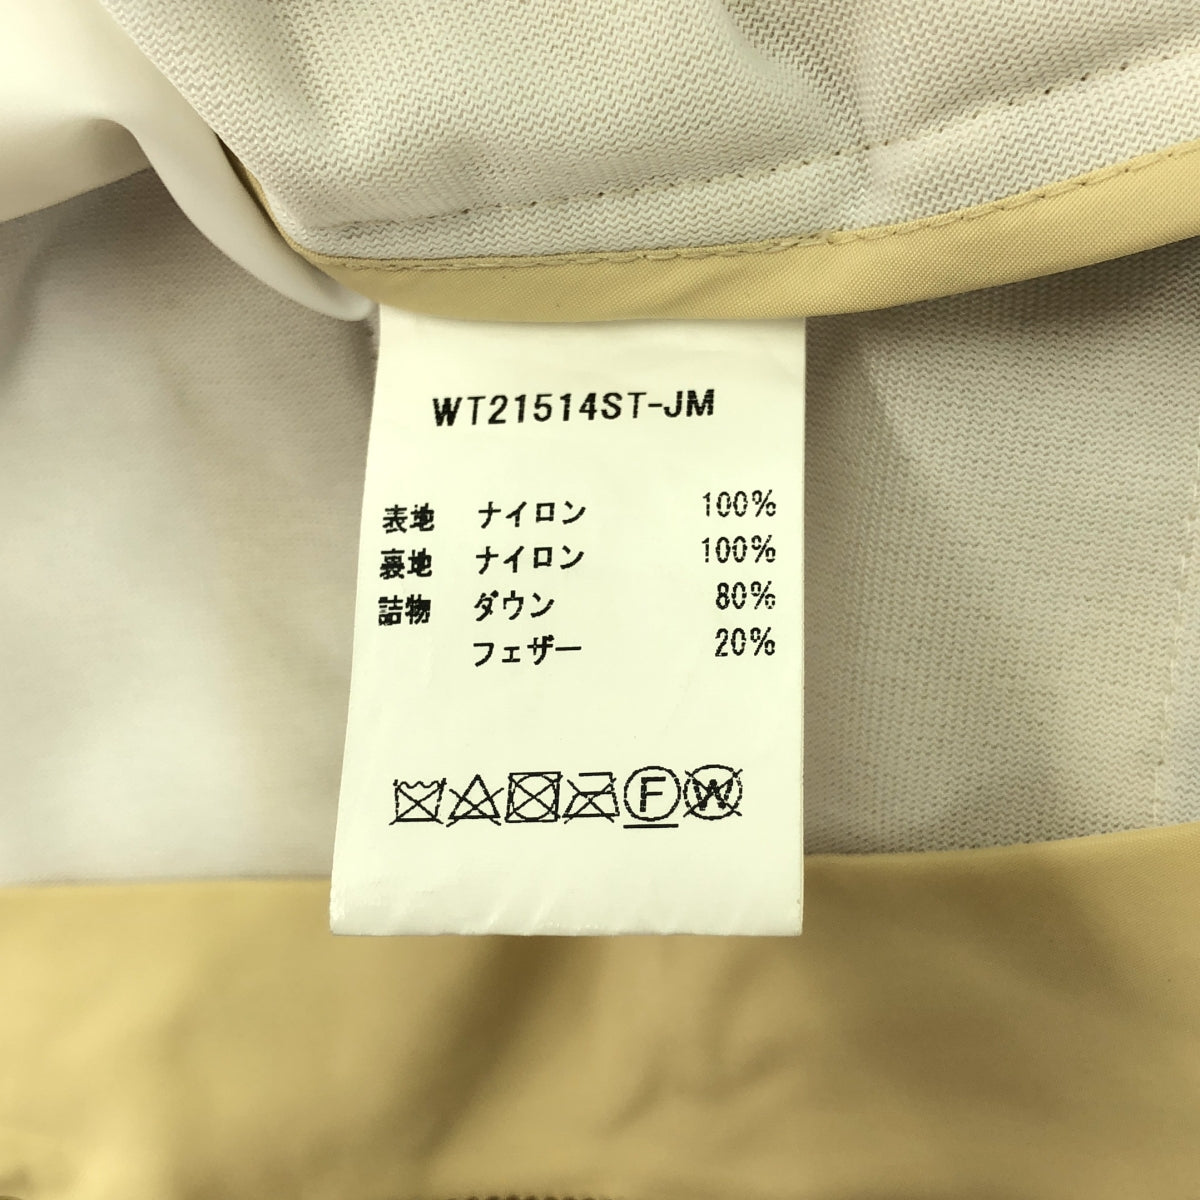 WT21514ST-JM
表地 ナイロン 100%
裏地 ナイロン 100%
詰物 ダウン 80%
フェザー 20%
F W